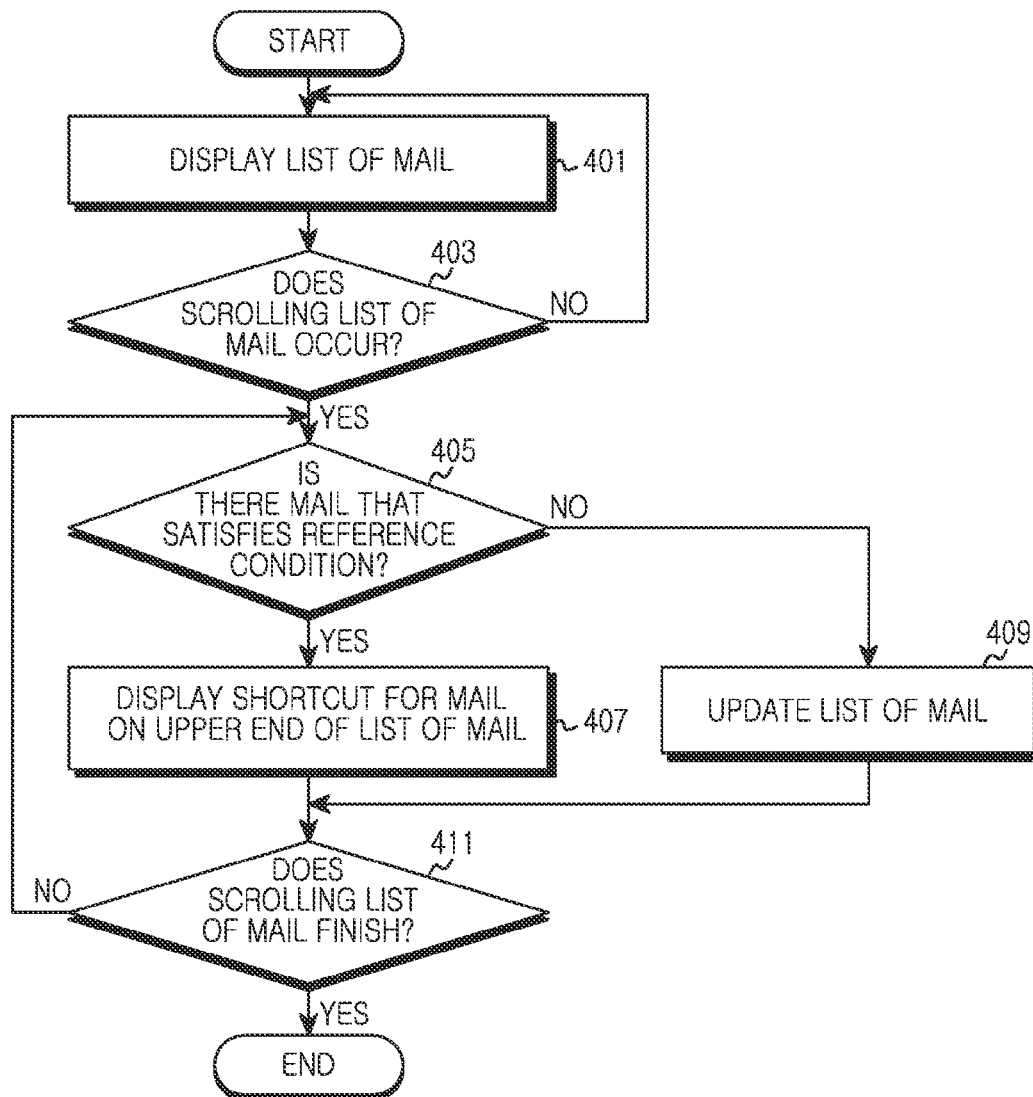 START
DISPLAY LIST OF MAIL
401
403
DOES
SCROLLING LIST OF
MAIL OCCUR?
NO
YES
405
IS
THERE MAIL THAT
SATISFIES REFERENCE
CONDITION?
NO
YES
409
DISPLAY SHORTCUT FOR MAIL
ON UPPER END OF LIST OF MAIL
407
UPDATE LIST OF MAIL
411
DOES
SCROLLING LIST
OF MAIL FINISH?
NO
YES
END